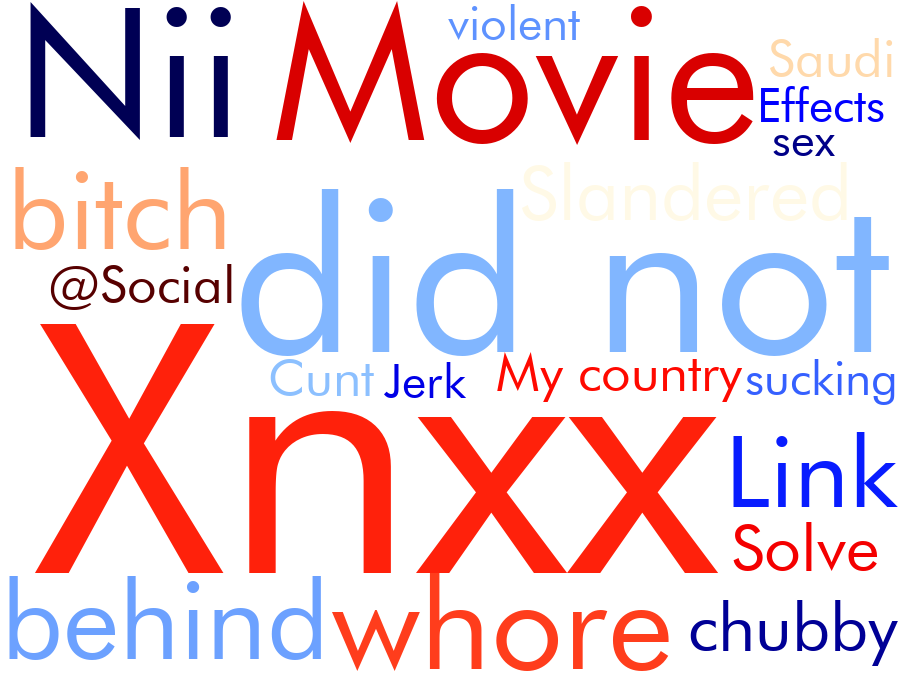 Nii Movie violent
Saudi
Effects
sex
bitch
Slandered
did not
@Social
Cunt Jerk My country sucking
Xnxx
Link
Solve
behind whore chubby